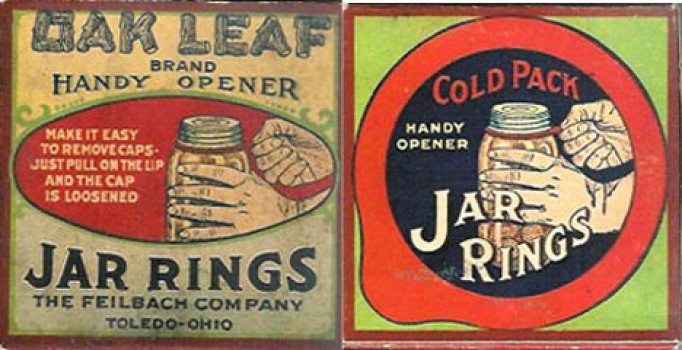 OAK LEAF
BRAND
HANDY OPENER
MAKE IT EASY
TO REMOVE CAPS-
JUST PULL ON THE LIP
AND THE CAP
IS LOOSENED
JAR RINGS
THE FEILBACH COMPANY
TOLEDO-OHIO
COLD PACK
HANDY
OPENER
JAR
RINGS